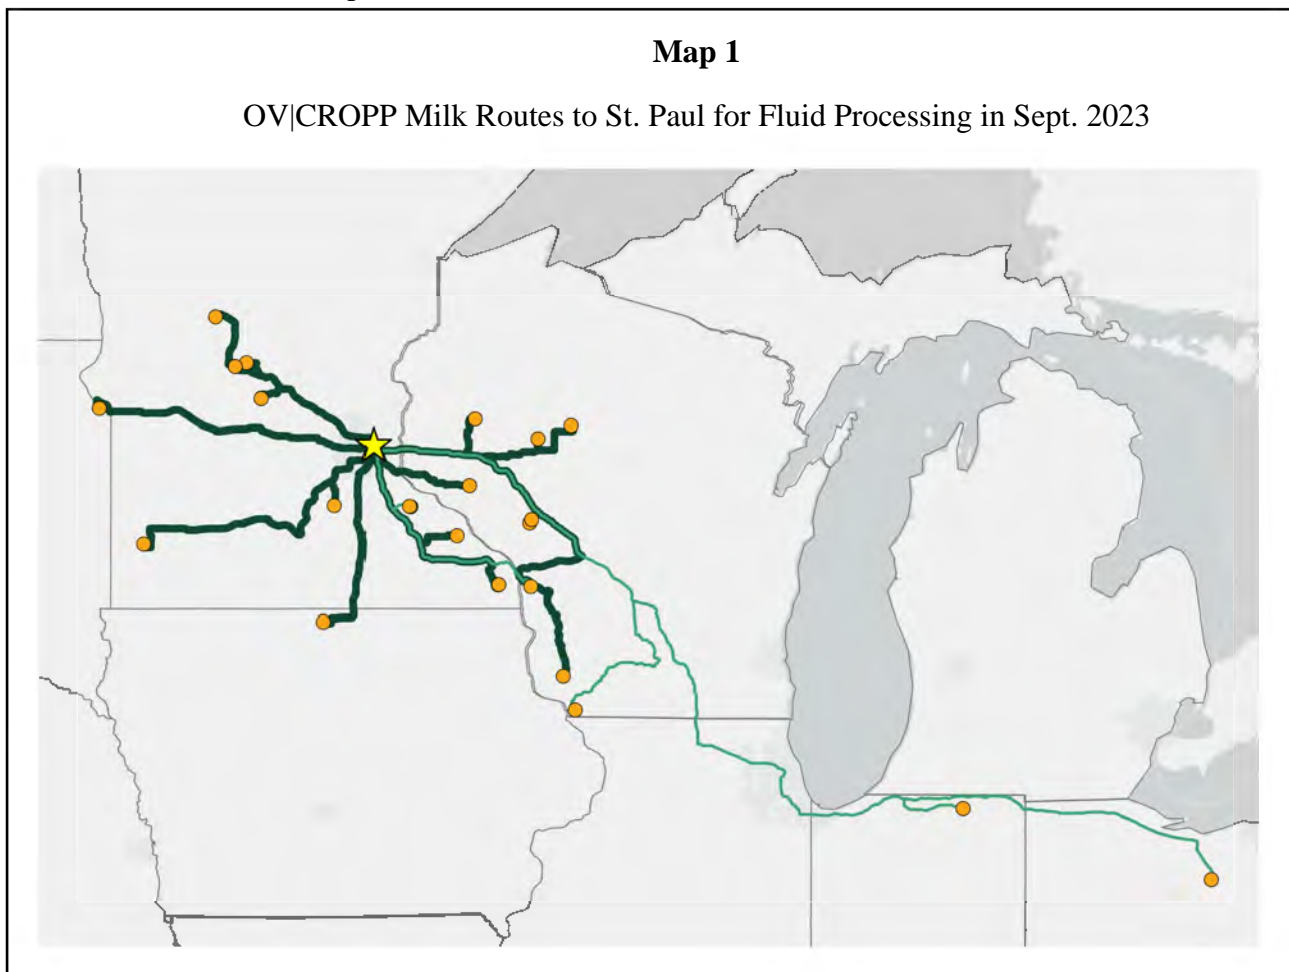 Map 1
OV|CROPP Milk Routes to St. Paul for Fluid Processing in Sept. 2023